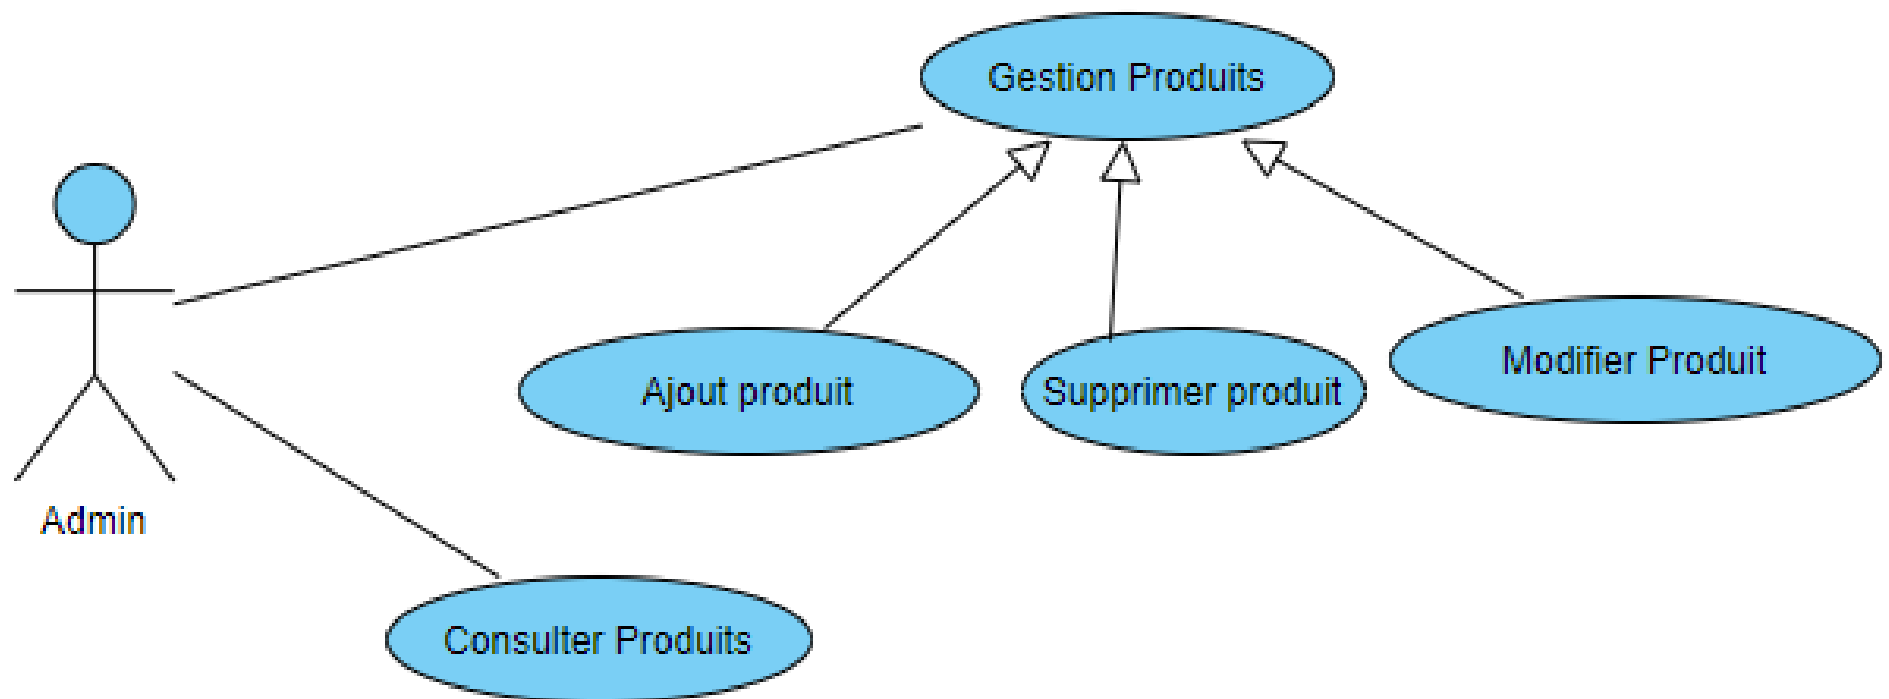 Gestion Produits
Ajout produit
Supprimer produit
Modifier Produit
Admin
Consulter Produits